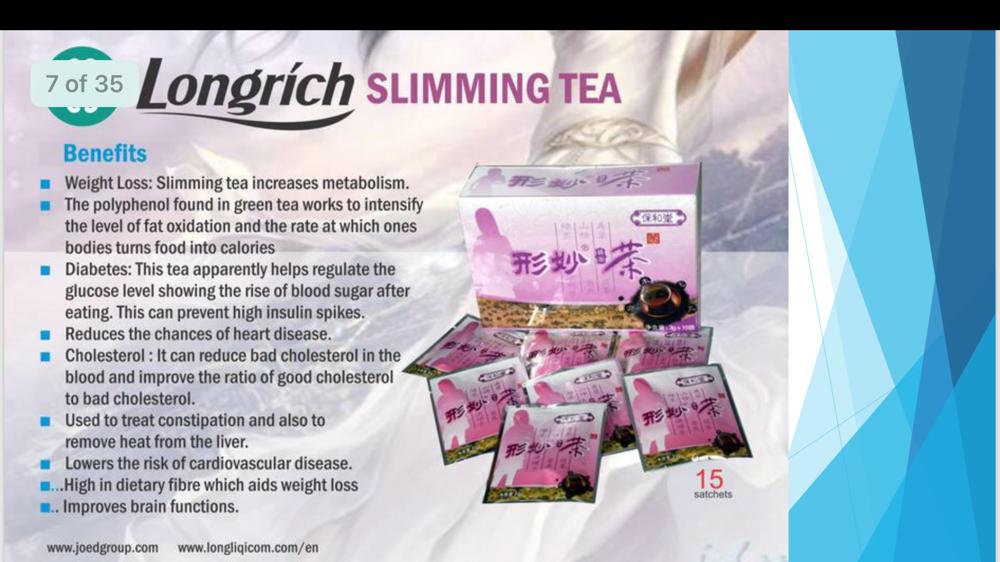 7 of 35
Longrich SLIMMING TEA
Benefits
Weight Loss: Slimming tea increases metabolism.
The polyphenol found in green tea works to intensify
the level of fat oxidation and the rate at which ones
bodies turns food into calories
Diabetes: This tea apparently helps regulate the
glucose level showing the rise of blood sugar after
eating. This can prevent high insulin spikes.
Reduces the chances of heart disease.
Cholesterol : It can reduce bad cholesterol in the
blood and improve the ratio of good cholesterol
to bad cholesterol.
Used to treat constipation and also to
remove heat from the liver.
Lowers the risk of cardiovascular disease.
...High in dietary fibre which aids weight loss
.. Improves brain functions.
保和堂
形妙 茶
15
satchets
www.joedgroup.com www.longliqicom.com/en